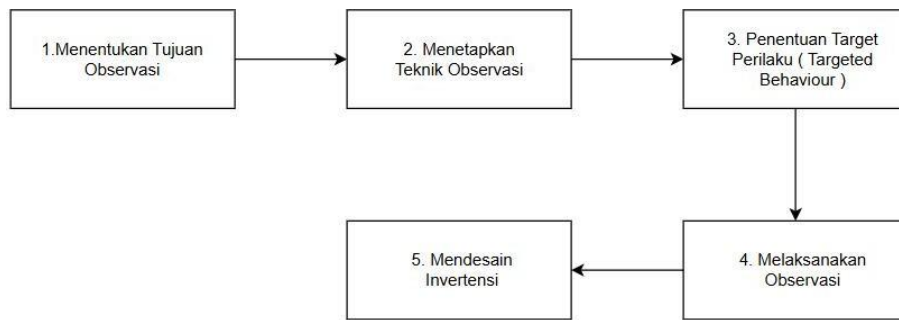 1.Menentukan Tujuan
Observasi
2. Menetapkan
Teknik Observasi
3. Penentuan Target
Perilaku ( Targeted
Behaviour )
4. Melaksanakan
Observasi
5. Mendesain
Invertensi